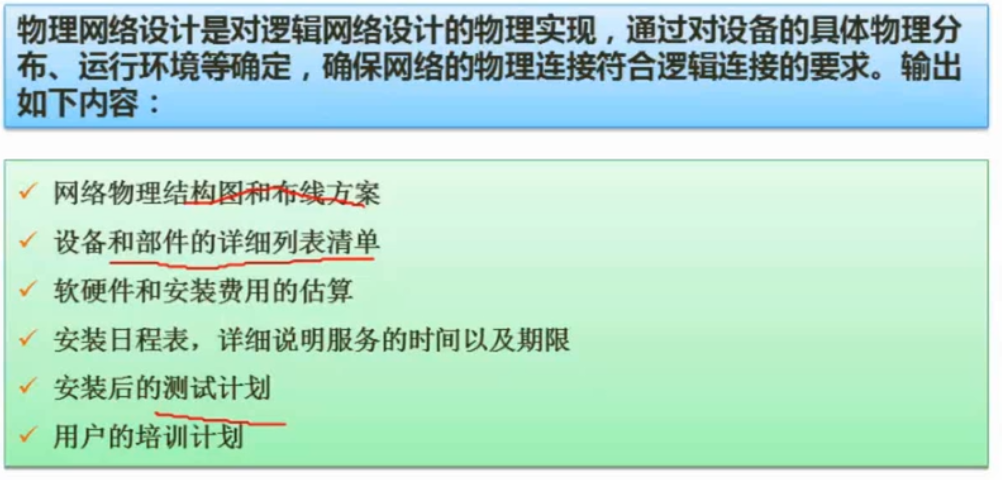 物理网络设计是对逻辑网络设计的物理实现，通过对设备的具体物理分
布、运行环境等确定，确保网络的物理连接符合逻辑连接的要求。输出
如下内容：
网络物理结构图和布线方案
设备和部件的详细列表清单
软硬件和安装费用的估算
安装日程表，详细说明服务的时间以及期限
安装后的测试计划
用户的培训计划